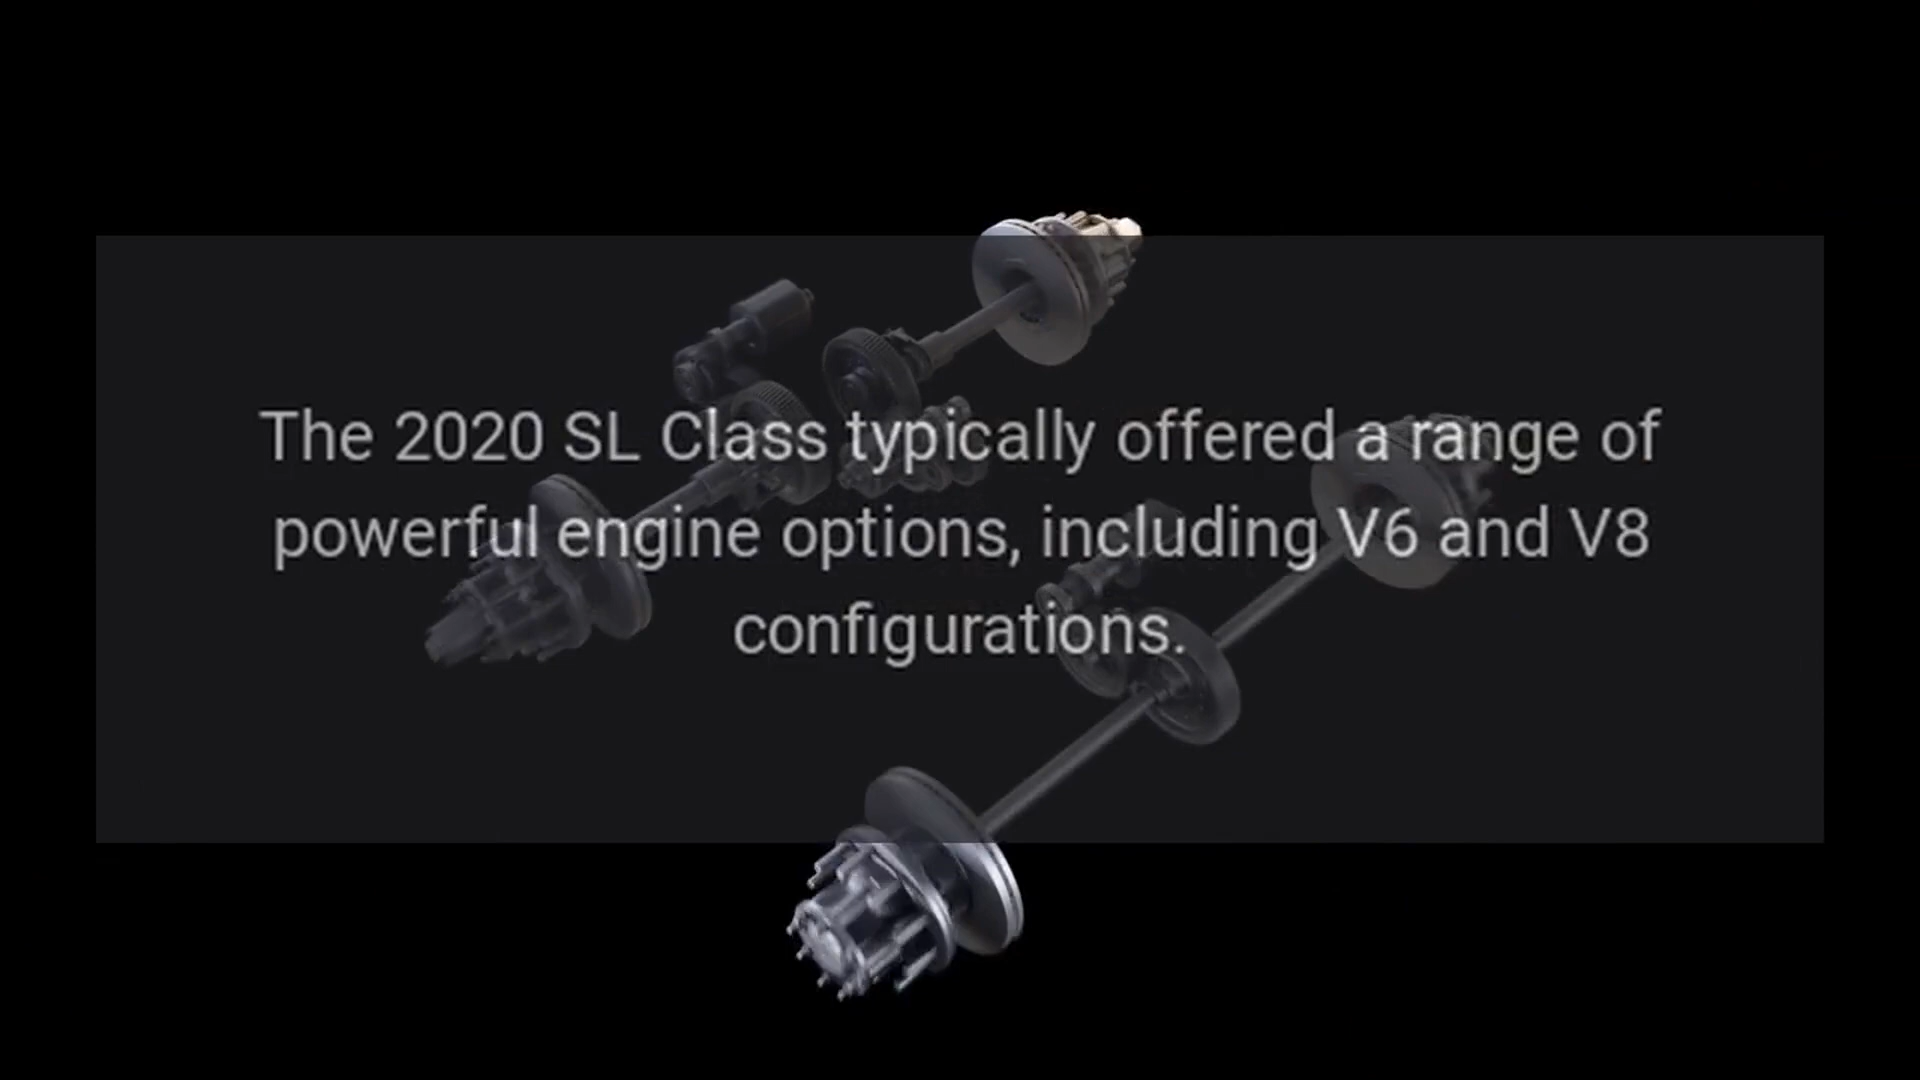 The 2020 SL Class typically offered a range of
powerful engine options, including V6 and V8
configurations.